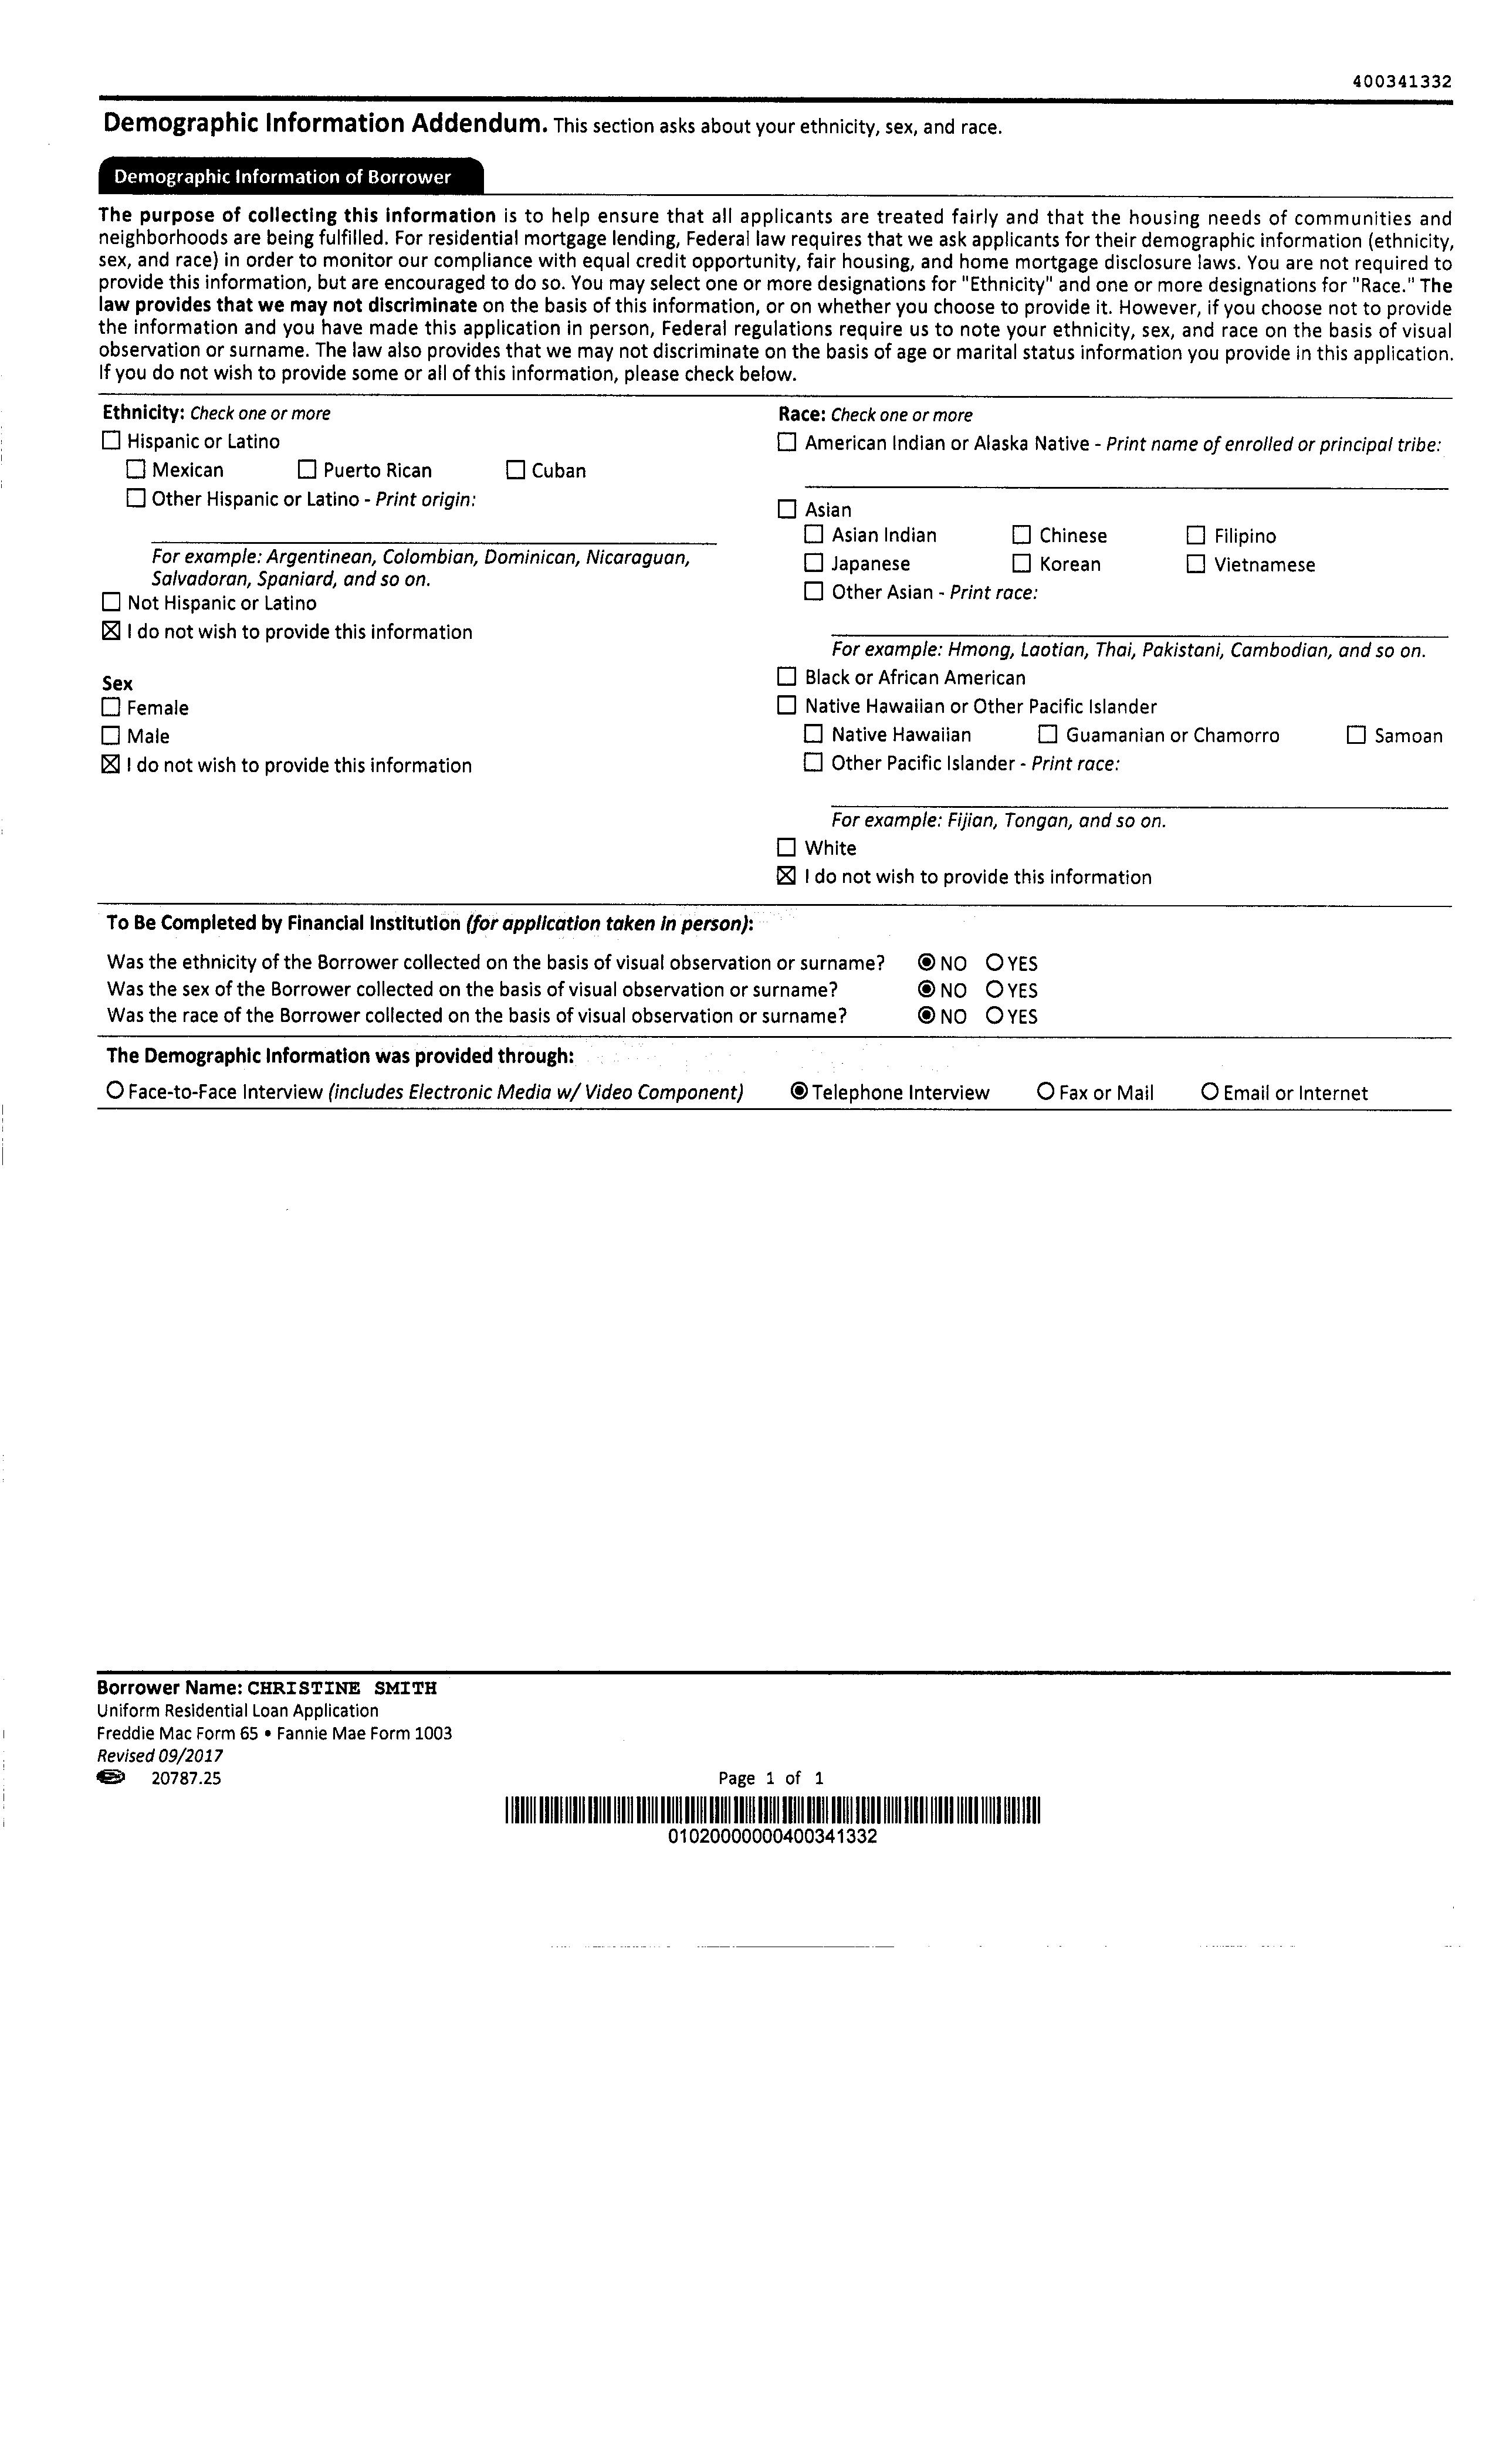 400341332
Demographic Information Addendum. This section asks about your ethnicity, sex, and race.
Demographic Information of Borrower
The purpose of collecting this information is to help ensure that all applicants are treated fairly and that the housing needs of communities and
neighborhoods are being fulfilled. For residential mortgage lending, Federal law requires that we ask applicants for their demographic information (ethnicity,
sex, and race) in order to monitor our compliance with equal credit opportunity, fair housing, and home mortgage disclosure laws. You are not required to
provide this information, but are encouraged to do so. You may select one or more designations for "Ethnicity" and one or more designations for "Race." The
law provides that we may not discriminate on the basis of this information, or on whether you choose to provide it. However, if you choose not to provide
the information and you have made this application in person, Federal regulations require us to note your ethnicity, sex, and race on the basis of visual
observation or surname. The law also provides that we may not discriminate on the basis of age or marital status information you provide in this application.
If you do not wish to provide some or all of this information, please check below.
Ethnicity: Check one or more
☐ Hispanic or Latino
☐ Mexican ☐ Puerto Rican ☐ Cuban
☐ Other Hispanic or Latino - Print origin:
For example: Argentinean, Colombian, Dominican, Nicaraguan,
Salvadoran, Spaniard, and so on.
☐ Not Hispanic or Latino
☒ I do not wish to provide this information
Sex
☐ Female
☐ Male
☒ I do not wish to provide this information
Race: Check one or more
☐ American Indian or Alaska Native - Print name of enrolled or principal tribe:
☐ Asian
☐ Asian Indian ☐ Chinese ☐ Filipino
☐ Japanese ☐ Korean ☐ Vietnamese
☐ Other Asian - Print race:
For example: Hmong, Laotian, Thai, Pakistani, Cambodian, and so on.
☐ Black or African American
☐ Native Hawaiian or Other Pacific Islander
☐ Native Hawaiian ☐ Guamanian or Chamorro ☐ Samoan
☐ Other Pacific Islander - Print race:
For example: Fijian, Tongan, and so on.
☐ White
☒ I do not wish to provide this information
To Be Completed by Financial Institution (for application taken in person):
Was the ethnicity of the Borrower collected on the basis of visual observation or surname? ◉ NO ○ YES
Was the sex of the Borrower collected on the basis of visual observation or surname? ◉ NO ○ YES
Was the race of the Borrower collected on the basis of visual observation or surname? ◉ NO ○ YES
The Demographic Information was provided through:
○ Face-to-Face Interview (includes Electronic Media w/ Video Component) ◉ Telephone Interview ○ Fax or Mail ○ Email or Internet
Borrower Name: CHRISTINE SMITH
Uniform Residential Loan Application
Freddie Mac Form 65 • Fannie Mae Form 1003
Revised 09/2017
20787.25 Page 1 of 1
01020000000400341332